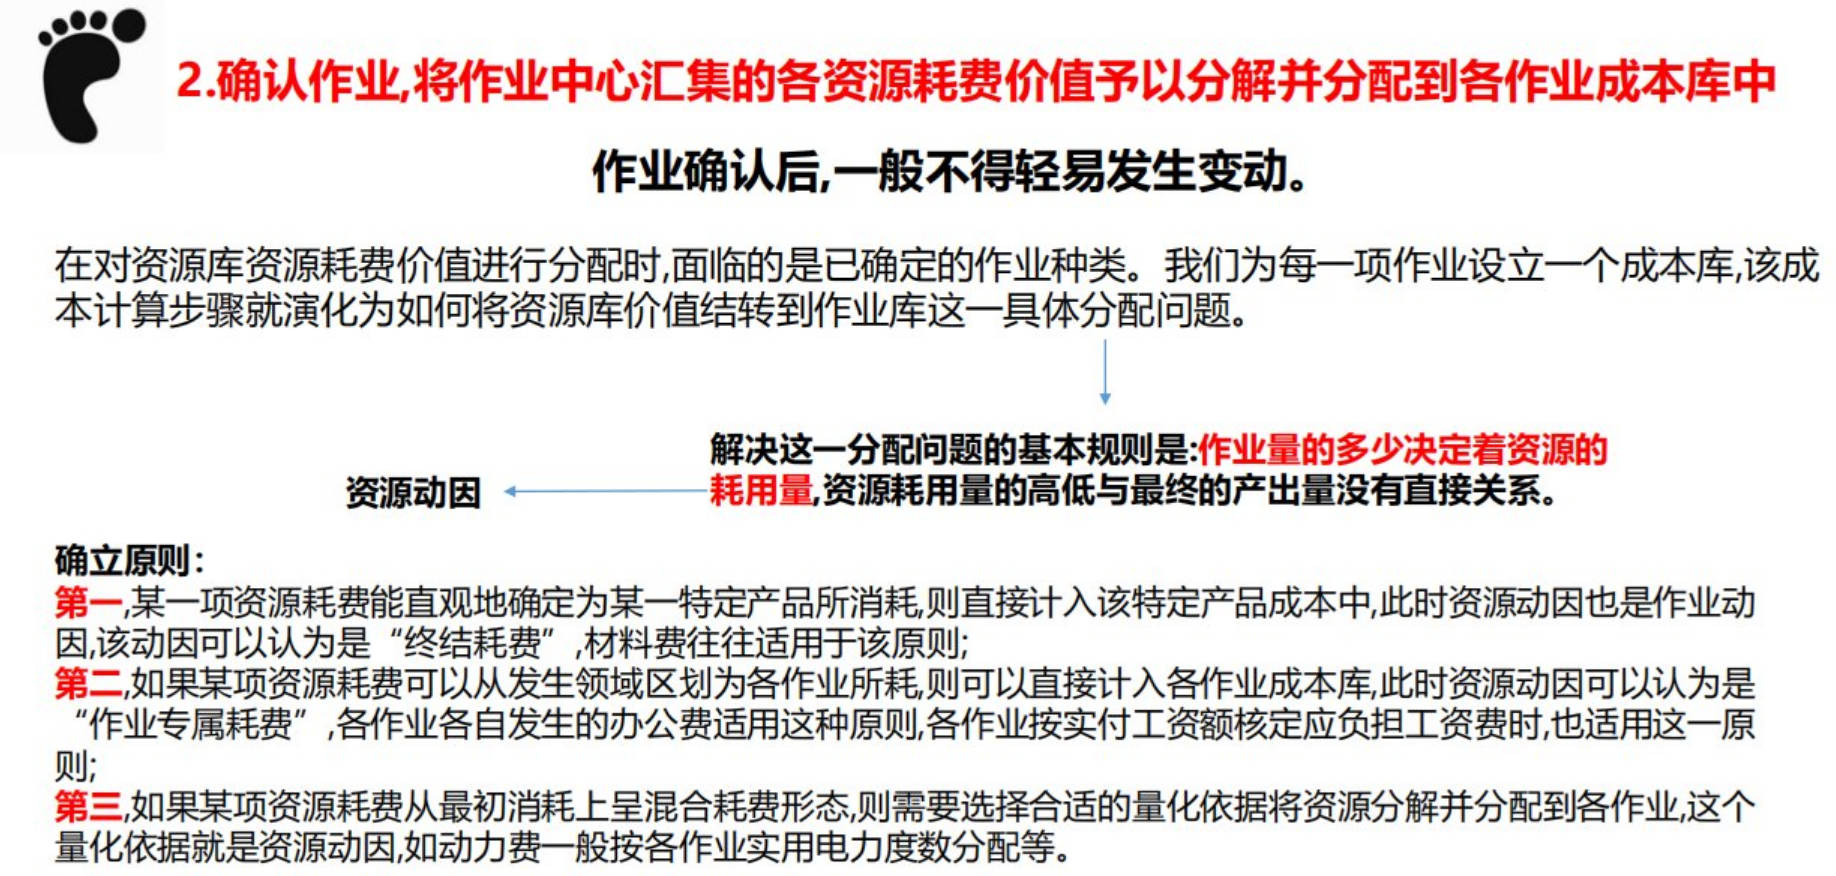 2.确认作业,将作业中心汇集的各资源耗费价值予以分解并分配到各作业成本库中
作业确认后,一般不得轻易发生变动。
在对资源库资源耗费价值进行分配时,面临的是已确定的作业种类。我们为每一项作业设立一个成本库,该成
本计算步骤就演化为如何将资源库价值结转到作业库这一具体分配问题。
解决这一分配问题的基本规则是:作业量的多少决定着资源的
耗用量,资源耗用量的高低与最终的产出量没有直接关系。
资源动因
确立原则：
第一,某一项资源耗费能直观地确定为某一特定产品所消耗,则直接计入该特定产品成本中,此时资源动因也是作业动
因,该动因可以认为是“终结耗费”,材料费往往适用于该原则;
第二,如果某项资源耗费可以从发生领域区划为各作业所耗,则可以直接计入各作业成本库,此时资源动因可以认为是
“作业专属耗费”,各作业各自发生的办公费适用这种原则,各作业按实付工资额核定应负担工资费时,也适用这一原
则;
第三,如果某项资源耗费从最初消耗上呈混合耗费形态,则需要选择合适的量化依据将资源分解并分配到各作业,这个
量化依据就是资源动因,如动力费一般按各作业实用电力度数分配等。